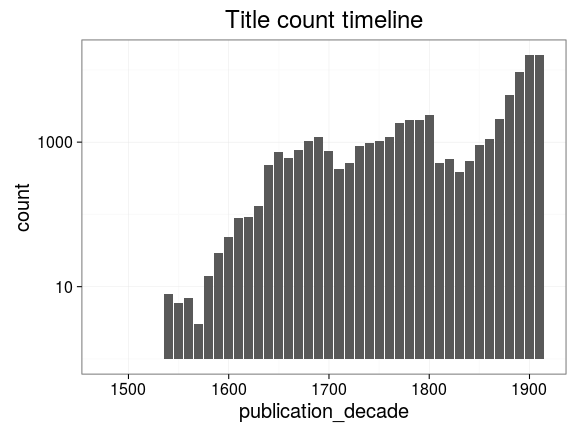 Title count timeline
1000
10
count
1500 1600 1700 1800 1900
publication_decade